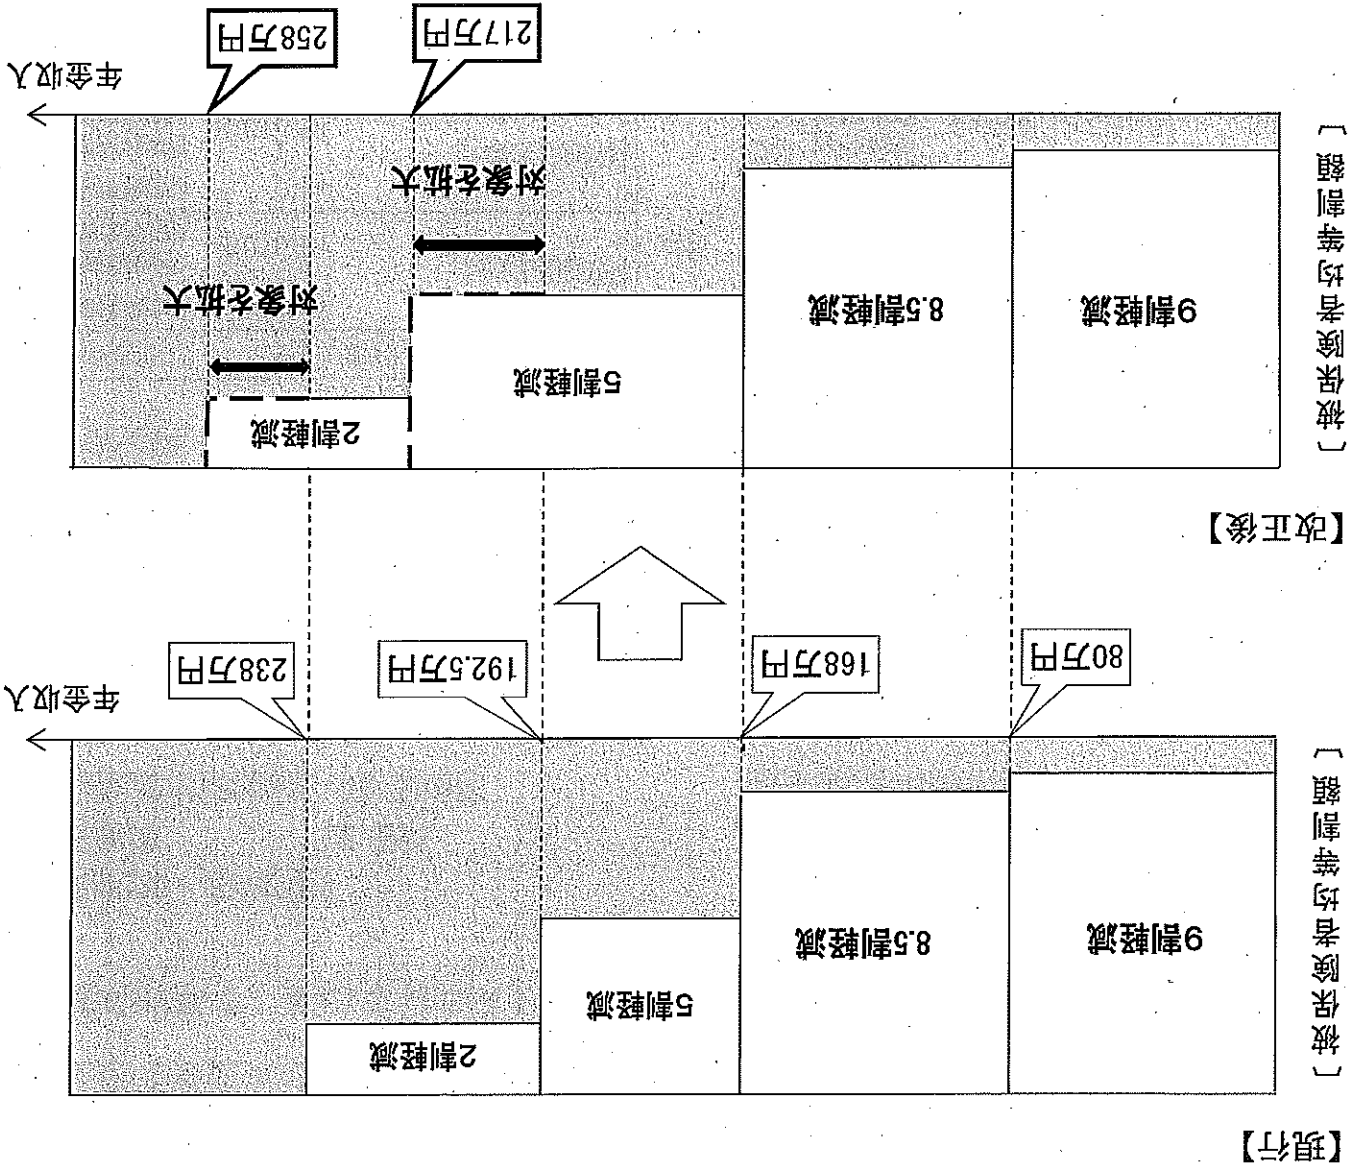 【現行】
〔被保険者均等割額〕
9割軽減
8.5割軽減
5割軽減
2割軽減
年金収入
80万円
168万円
192.5万円
238万円
【改正後】
〔被保険者均等割額〕
9割軽減
8.5割軽減
5割軽減
2割軽減
対象を拡大
対象を拡大
年金収入
217万円
258万円